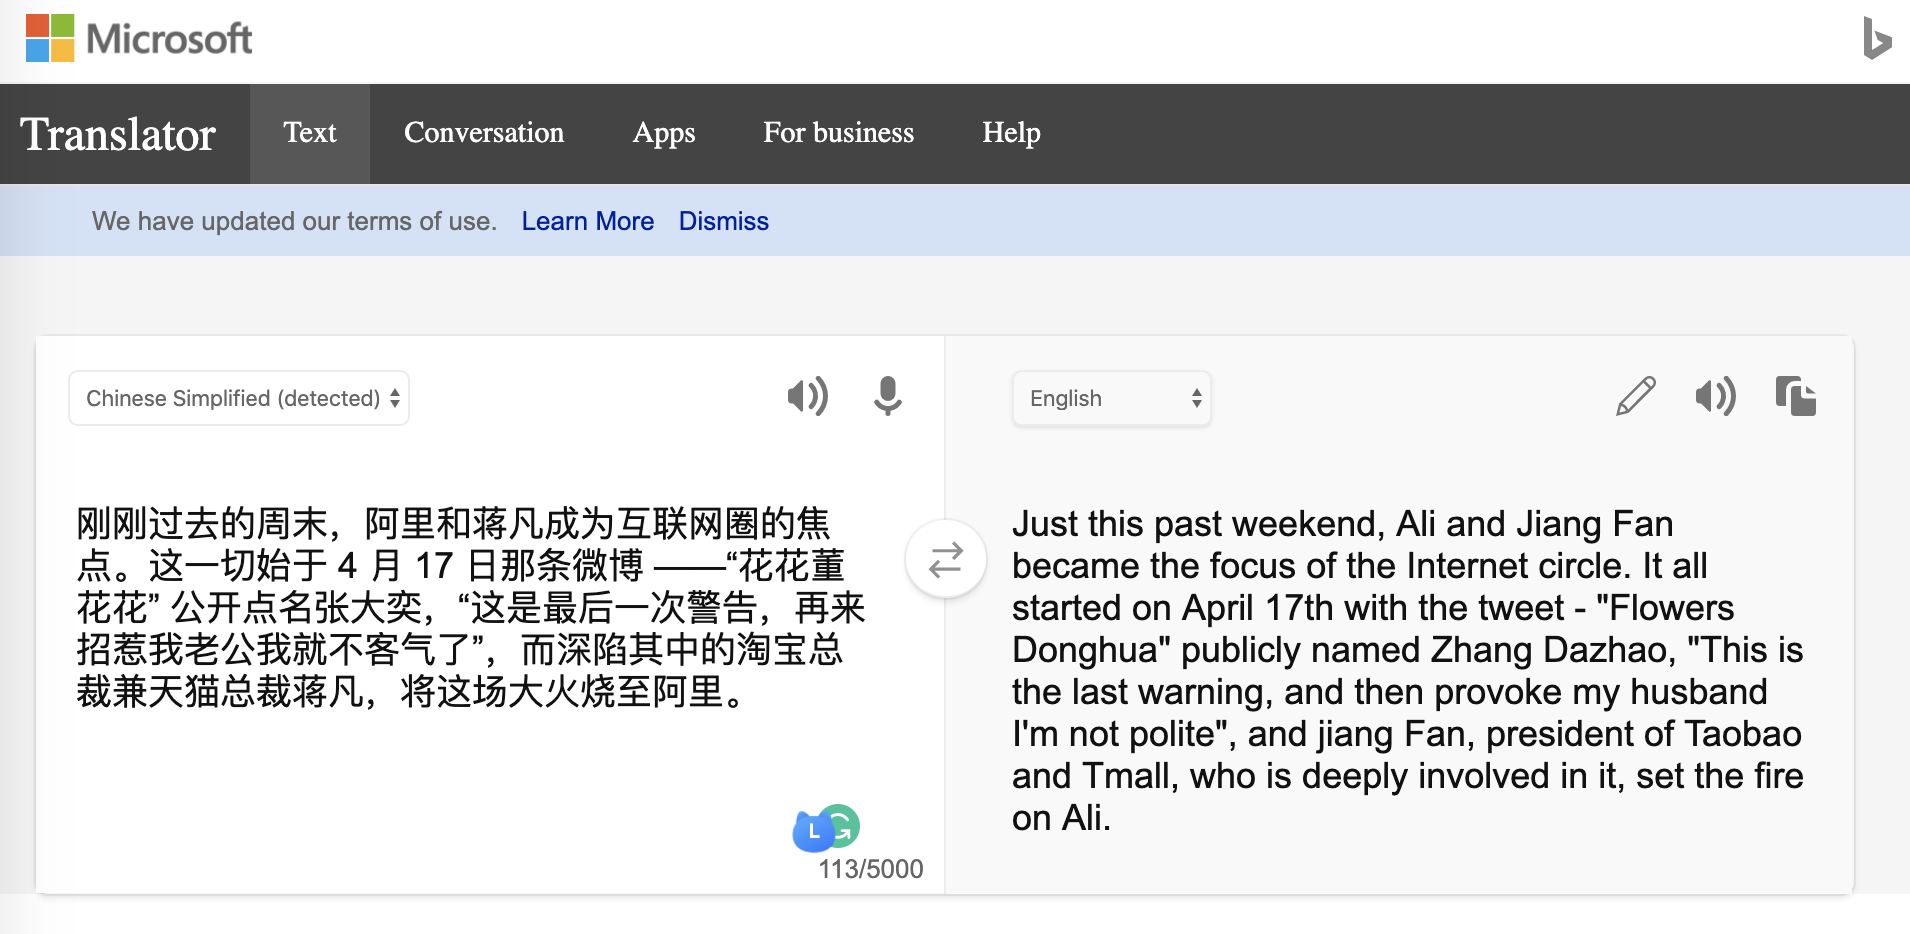 Microsoft
Translator
Text
Conversation
Apps
For business
Help
We have updated our terms of use. Learn More Dismiss
Chinese Simplified (detected)
刚刚过去的周末，阿里和蒋凡成为互联网圈的焦
点。这一切始于 4 月 17 日那条微博 ——“花花董
花花” 公开点名张大奕，“这是最后一次警告，再来
招惹我老公我就不客气了”，而深陷其中的淘宝总
裁兼天猫总裁蒋凡，将这场大火烧至阿里。
L
113/5000
English
Just this past weekend, Ali and Jiang Fan
became the focus of the Internet circle. It all
started on April 17th with the tweet - "Flowers
Donghua" publicly named Zhang Dazhao, "This is
the last warning, and then provoke my husband
I'm not polite", and jiang Fan, president of Taobao
and Tmall, who is deeply involved in it, set the fire
on Ali.